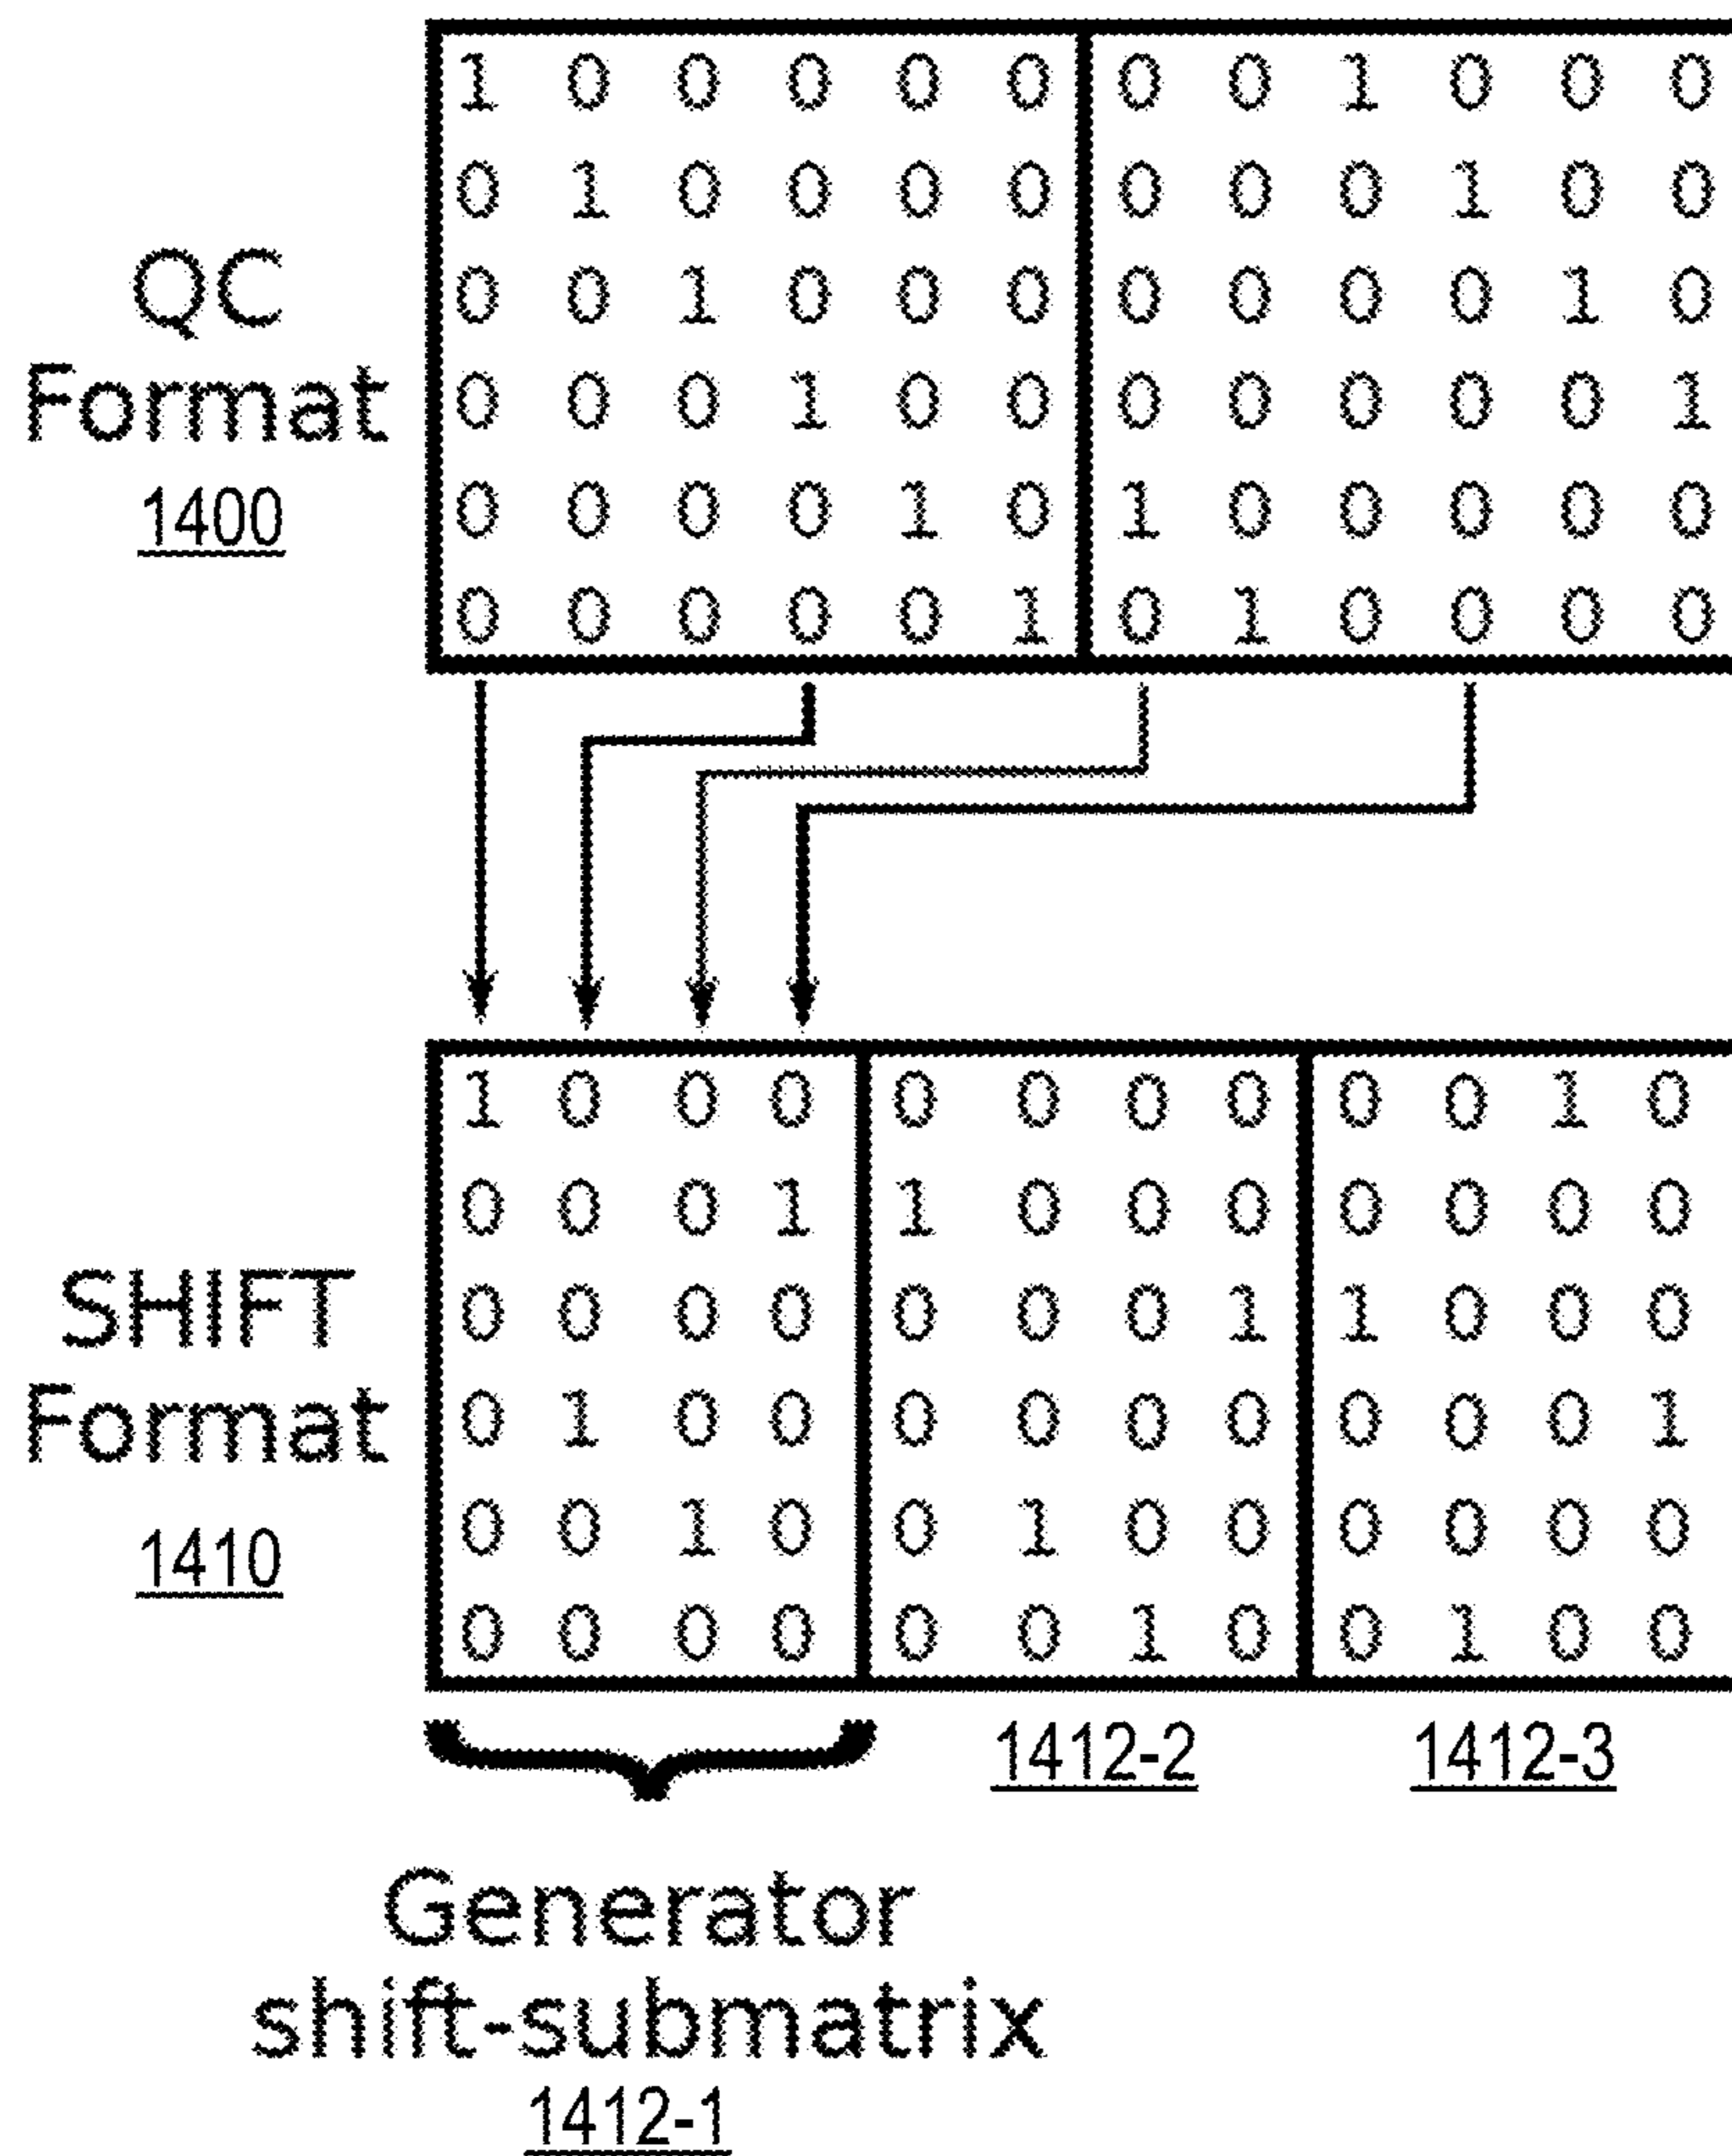 1 0 0 0 0 0 0 0 1 0 0 0
0 1 0 0 0 0 0 0 0 1 0 0
QC
0 0 1 0 0 0 0 0 0 0 1 0
Format
0 0 0 1 0 0 0 0 0 0 0 1
1400
0 0 0 0 1 0 1 0 0 0 0 0
0 0 0 0 0 1 0 1 0 0 0 0
1 0 0 0 0 0 0 0 0 0 1 0
0 0 0 1 1 0 0 0 0 0 0 0
SHIFT
0 0 0 0 0 0 0 1 1 0 0 0
Format
0 1 0 0 0 0 0 0 0 0 0 1
1410
0 0 1 0 0 1 0 0 0 0 0 0
0 0 0 0 0 0 1 0 0 1 0 0
1412-2 1412-3
Generator
shift-submatrix
1412-1